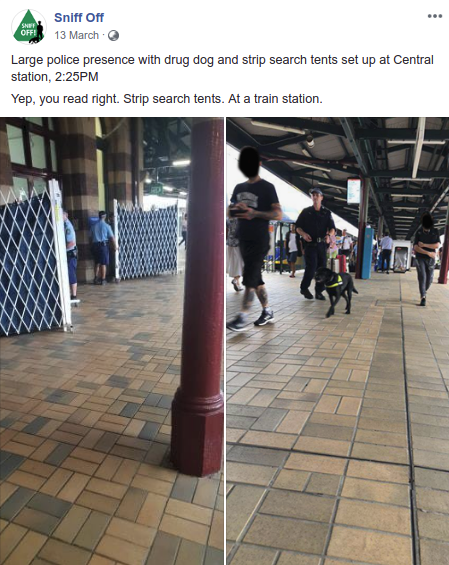 Sniff Off
13 March ·
SNIFF
OFF!
Large police presence with drug dog and strip search tents set up at Central
station, 2:25PM
Yep, you read right. Strip search tents. At a train station.